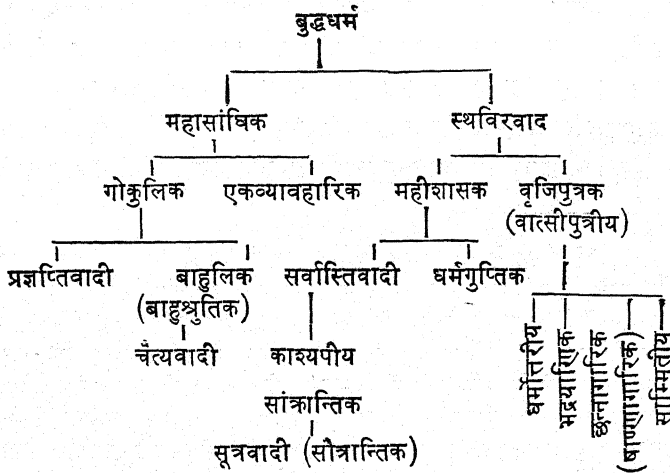 बुद्धधर्म
महासांघिक स्थविरवाद
गोकुलिक एकव्यावहारिक महीशासक वृजिपुत्रक
(वात्सीपुत्रीय)
प्रज्ञप्तिवादी बाहुलिक सर्वास्तिवादी धर्मगुप्तिक
(बाहुश्रुतिक)
चैत्यवादी काश्यपीय
सांक्रान्तिक
सूत्रवादी (सौत्रान्तिक)
धर्मोत्तरीय
भद्रयाणिक
छन्नागारिक
(षाण्णागारिक)
साम्मितीय